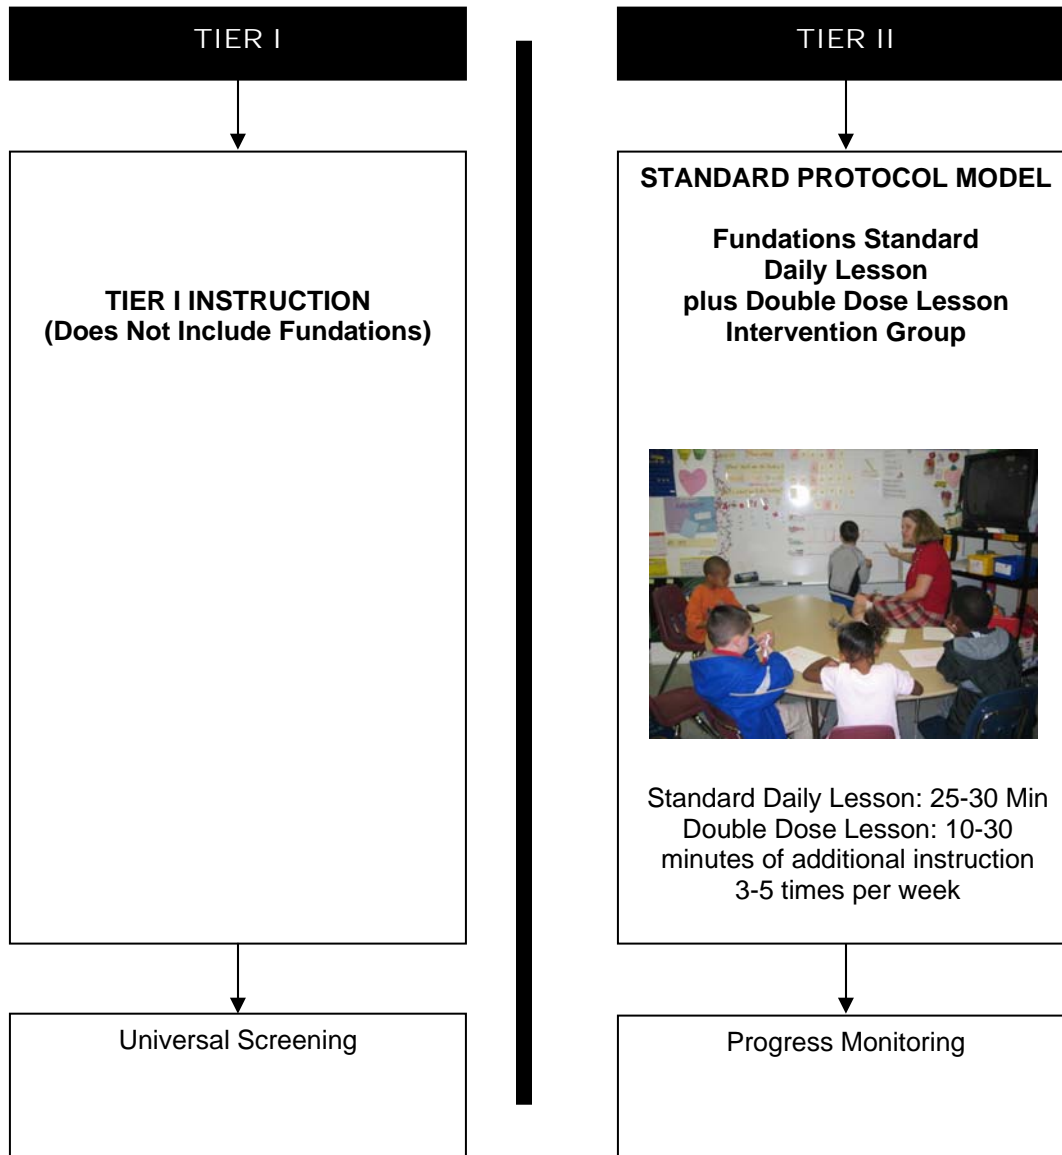 TIER I
TIER I INSTRUCTION
(Does Not Include Fundations)
Universal Screening
TIER II
STANDARD PROTOCOL MODEL
Fundations Standard
Daily Lesson
plus Double Dose Lesson
Intervention Group
Standard Daily Lesson: 25-30 Min
Double Dose Lesson: 10-30
minutes of additional instruction
3-5 times per week
Progress Monitoring